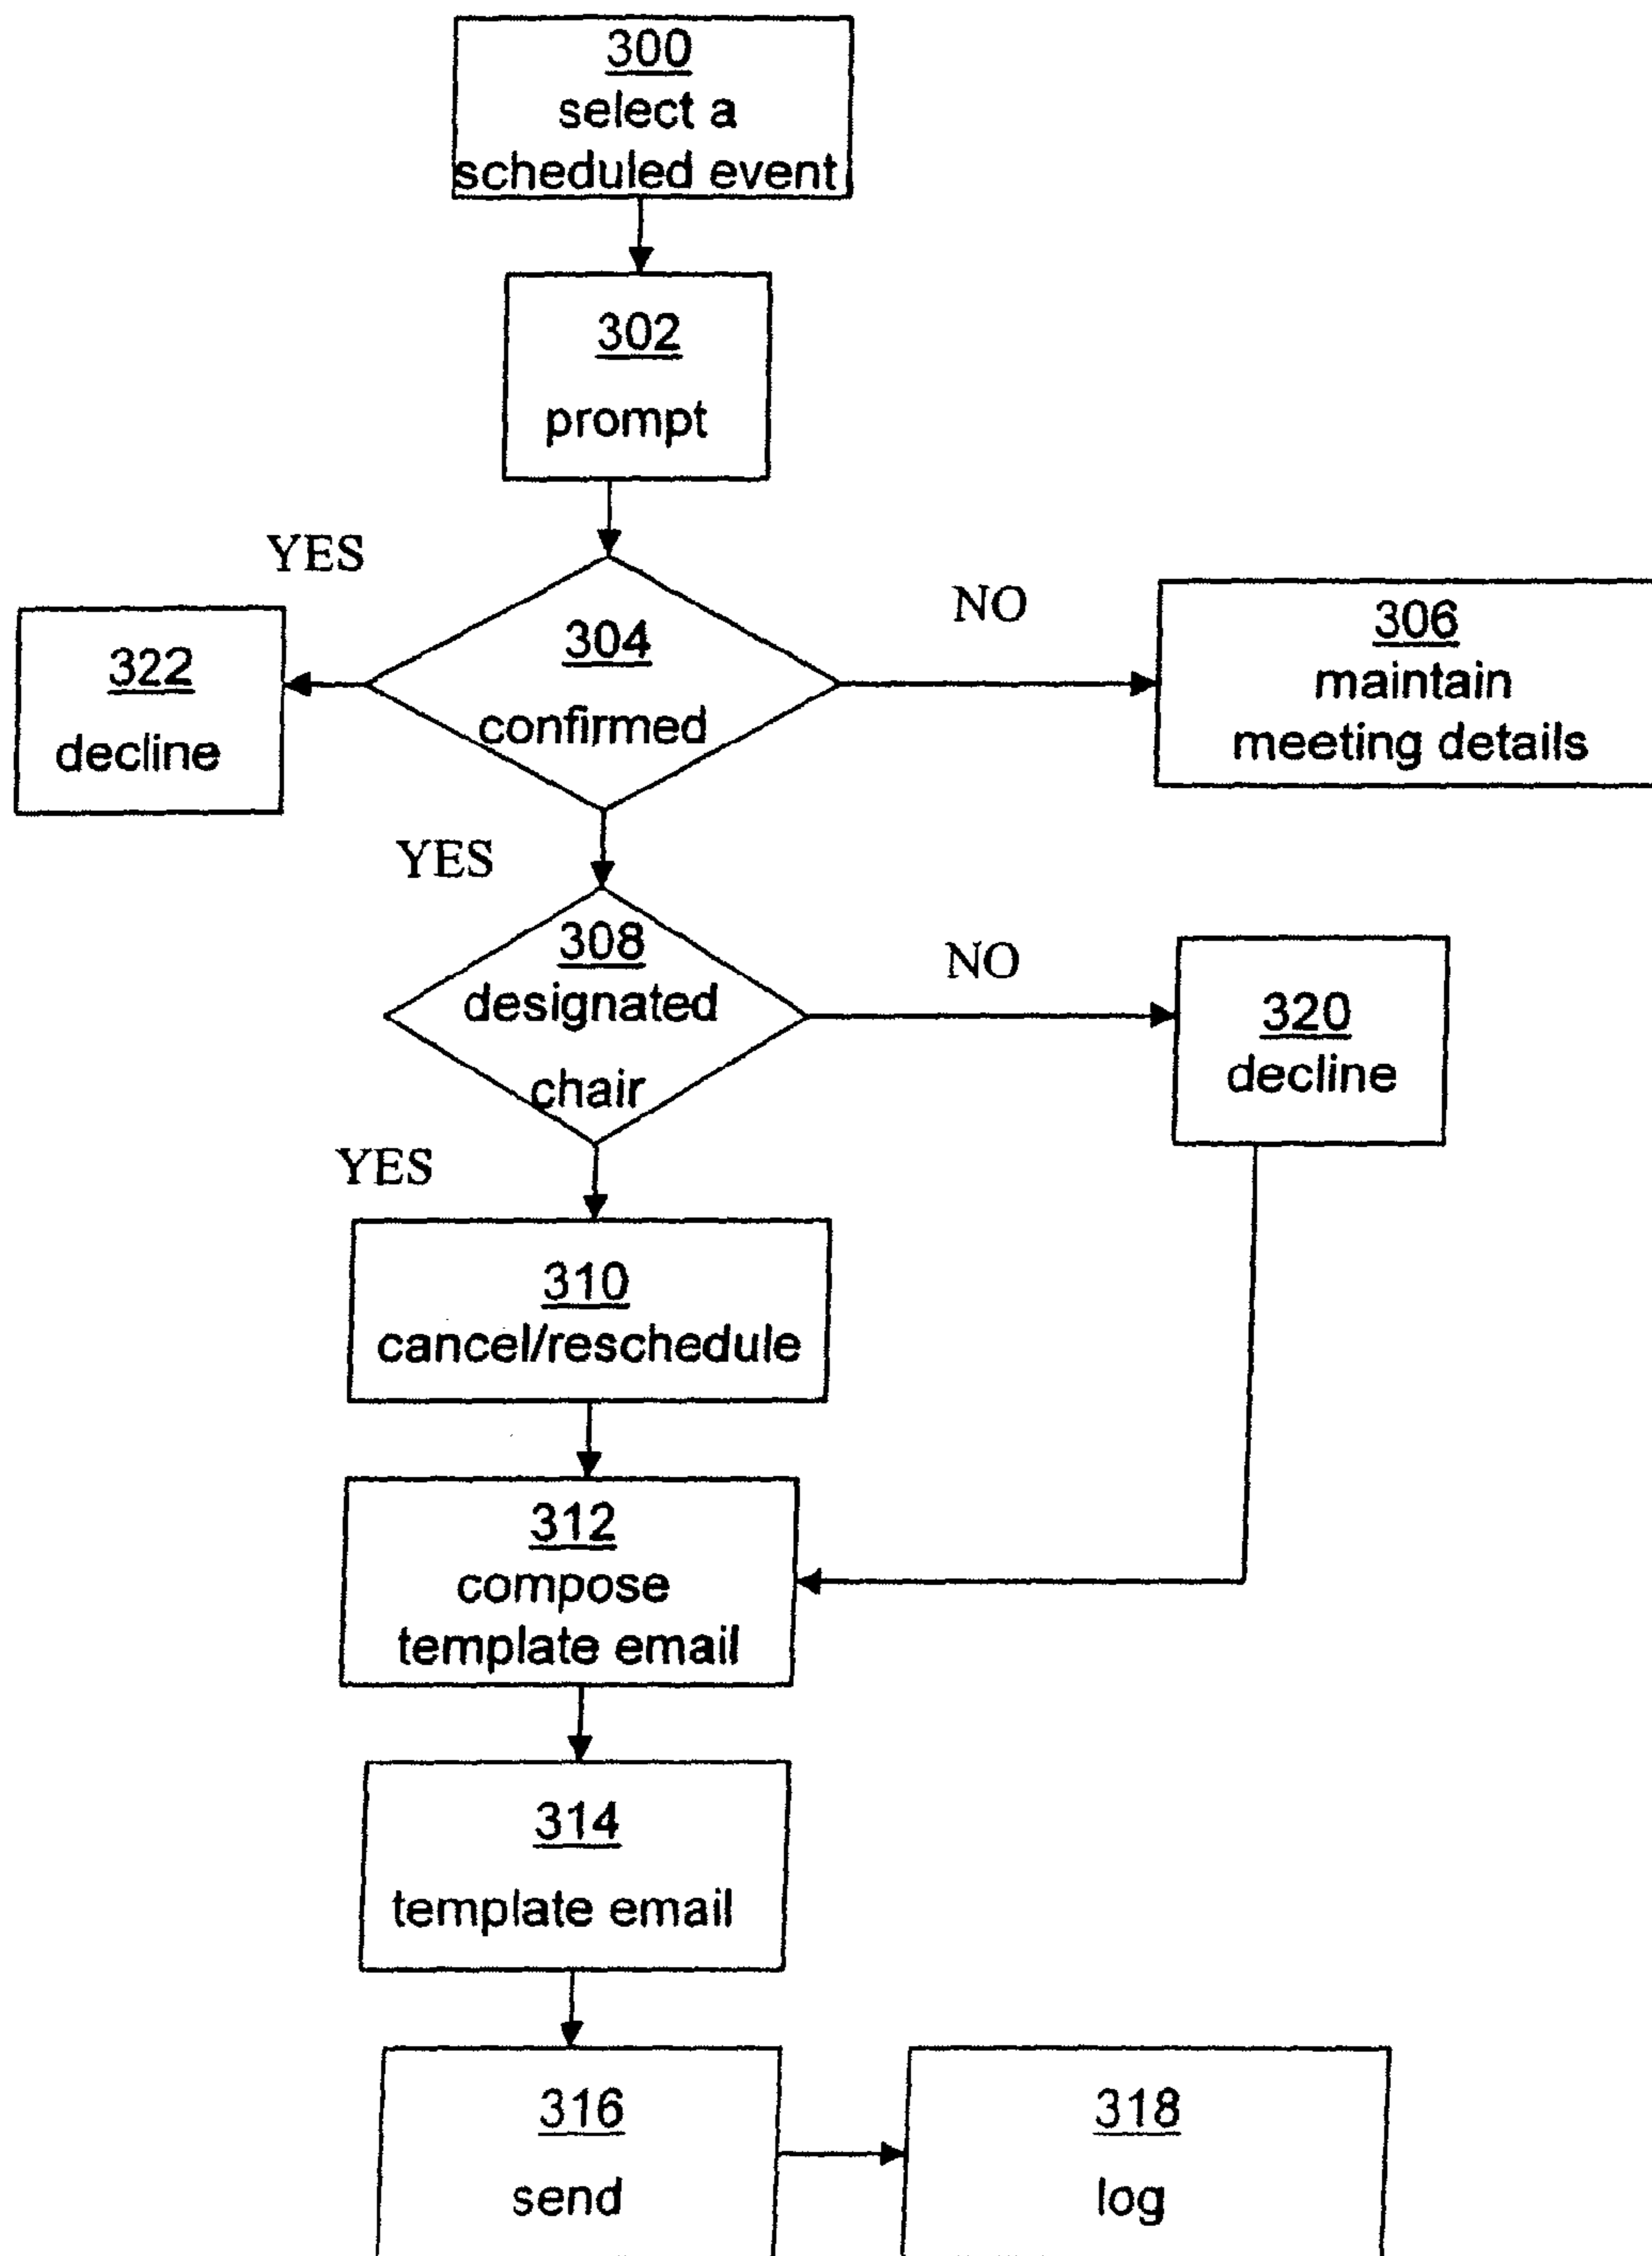 300
select a
scheduled event
302
prompt
YES
NO
304
confirmed
322
decline
306
maintain
meeting details
YES
308
designated
chair
NO
320
decline
YES
310
cancel/reschedule
312
compose
template email
314
template email
316
send
318
log